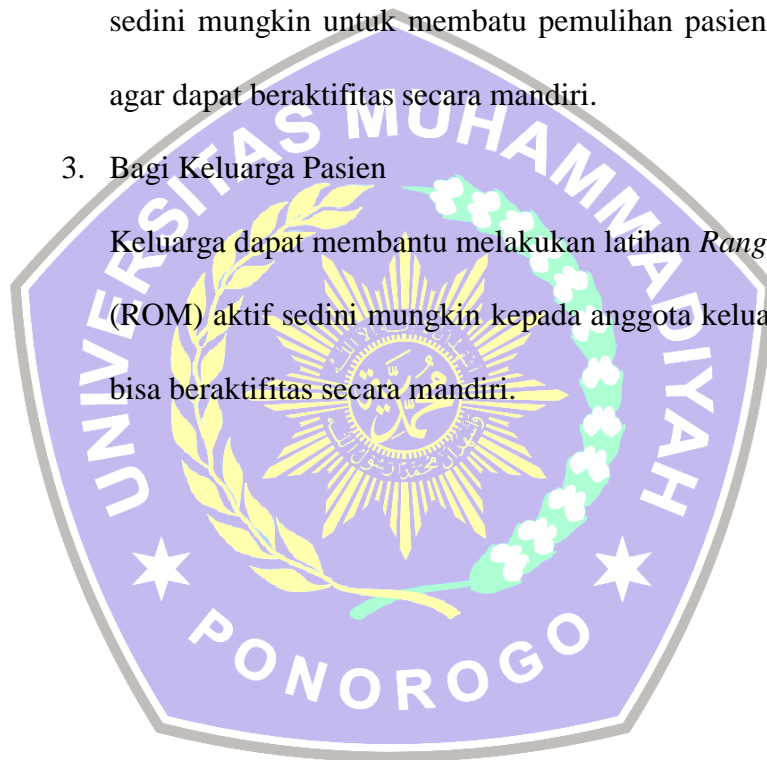 sedini mungkin untuk membatu pemulihan pasien
agar dapat beraktifitas secara mandiri.
3. Bagi Keluarga Pasien
Keluarga dapat membantu melakukan latihan Rang
(ROM) aktif sedini mungkin kepada anggota kelua
bisa beraktifitas secara mandiri.
UNIVERSITAS MUHAMMADIYAH
PONOROGO